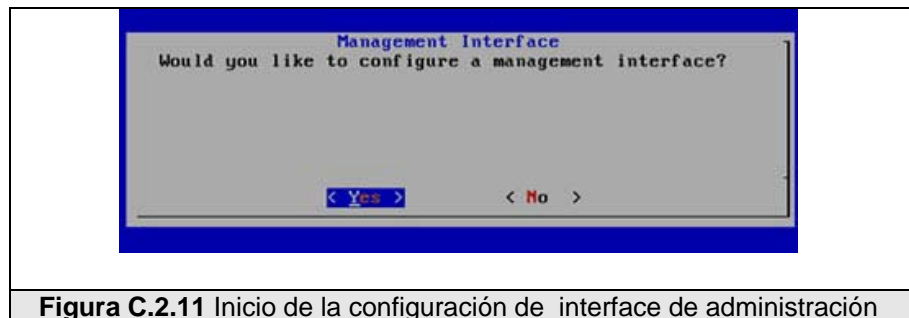 Management Interface
Would you like to configure a management interface?
< Yes > < No >
Figura C.2.11 Inicio de la configuración de interface de administración